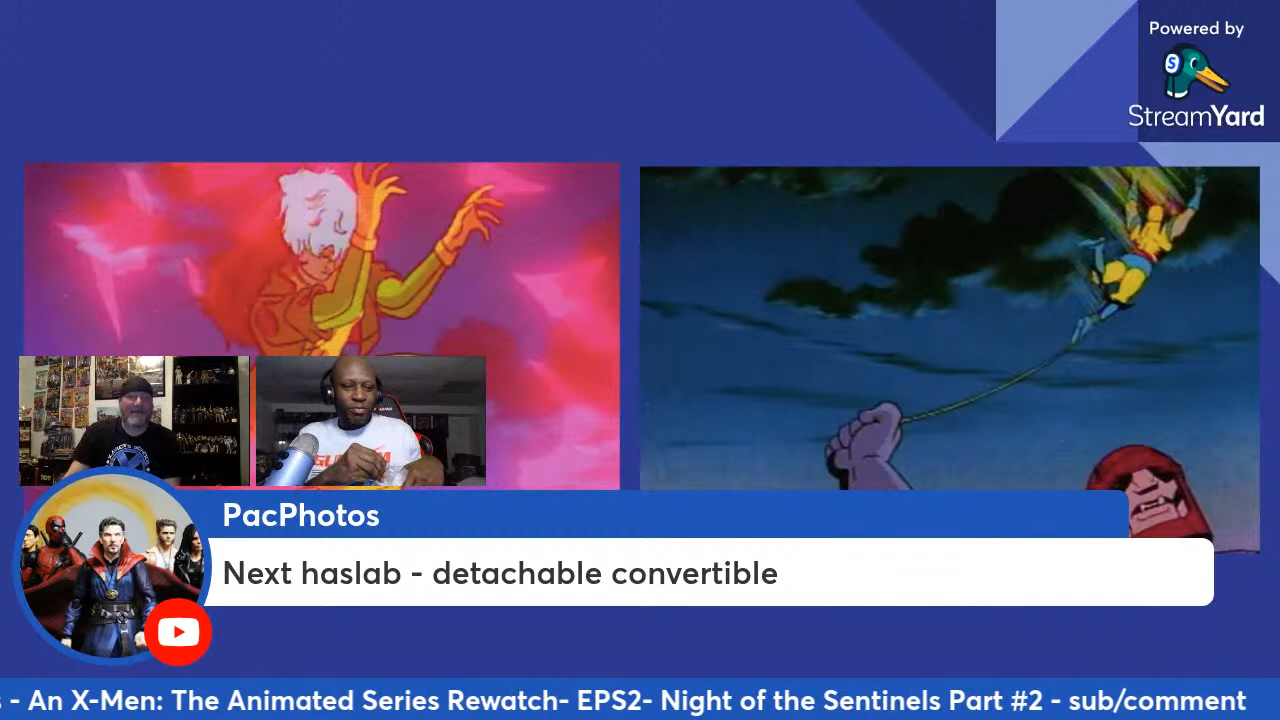 Powered by
StreamYard
PacPhotos
Next haslab - detachable convertible
- An X-Men: The Animated Series Rewatch- EPS2- Night of the Sentinels Part #2 - sub/comment